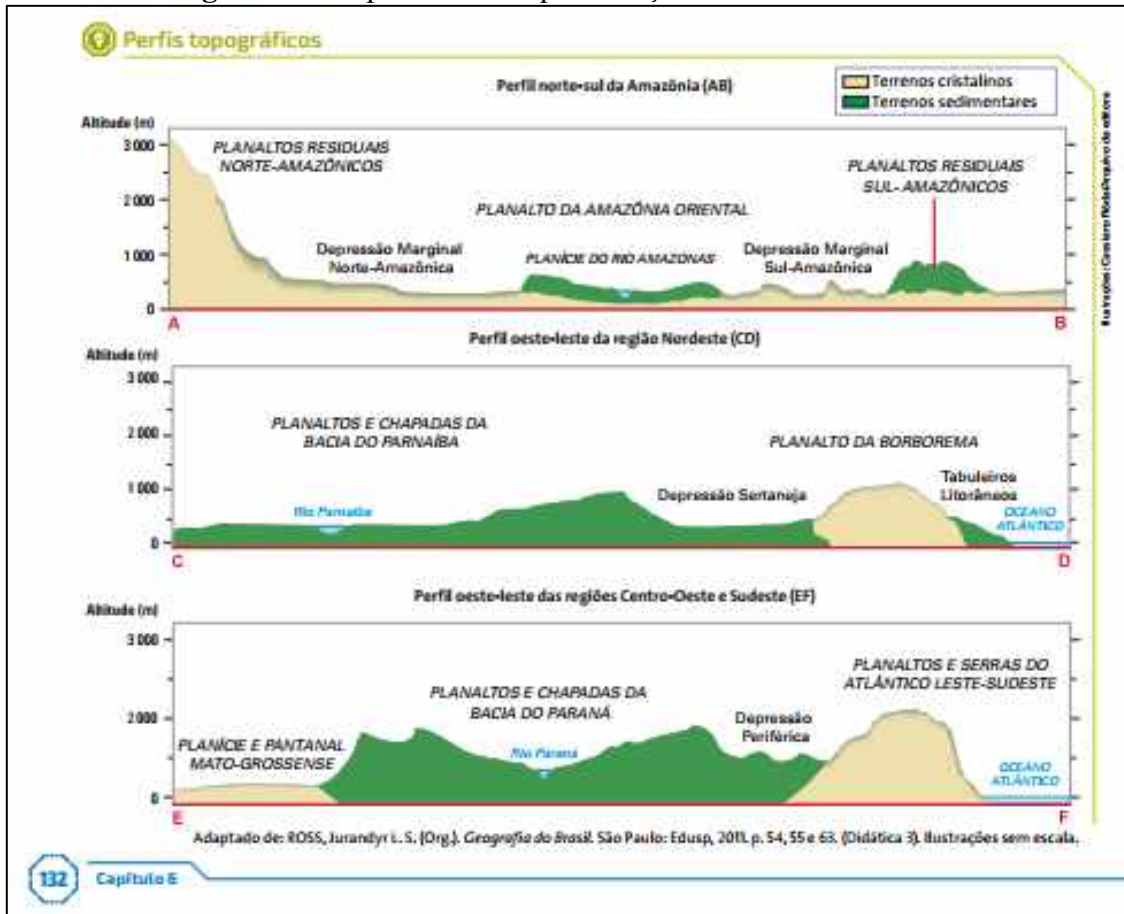 Perfis topográficos
Perfil norte-sul da Amazônia (AB)
Terrenos cristalinos
Terrenos sedimentares
Altitude (m)
3 000
2 000
1 000
0
PLANALTOS RESIDUAIS
NORTE-AMAZÔNICOS
PLANALTO DA AMAZÔNIA ORIENTAL
PLANALTOS RESIDUAIS
SUL-AMAZÔNICOS
Depressão Marginal
Norte-Amazônica
PLANÍCIE DO RIO AMAZONAS
Depressão Marginal
Sul-Amazônica
A
B
Perfil oeste-leste da região Nordeste (CD)
Altitude (m)
3 000
2 000
1 000
0
PLANALTOS E CHAPADAS DA
BACIA DO PARNAÍBA
PLANALTO DA BORBOREMA
Rio Parnaíba
Depressão Sertaneja
Tabuleiros
Litorâneos
OCEANO
ATLÂNTICO
C
D
Perfil oeste-leste das regiões Centro-Oeste e Sudeste (EF)
Altitude (m)
3 000
2 000
0
PLANÍCIE E PANTANAL
MATO-GROSSENSE
PLANALTOS E CHAPADAS DA
BACIA DO PARANÁ
Rio Paraná
Depressão
Periférica
PLANALTOS E SERRAS DO
ATLÂNTICO LESTE-SUDESTE
OCEANO
ATLÂNTICO
E
F
Adaptado de: ROSS, Jurandyr L. S. (Org.). Geografia do Brasil. São Paulo: Edusp, 2011. p. 54, 55 e 63. (Didática 3). Ilustrações sem escala.
132
Capítulo 6